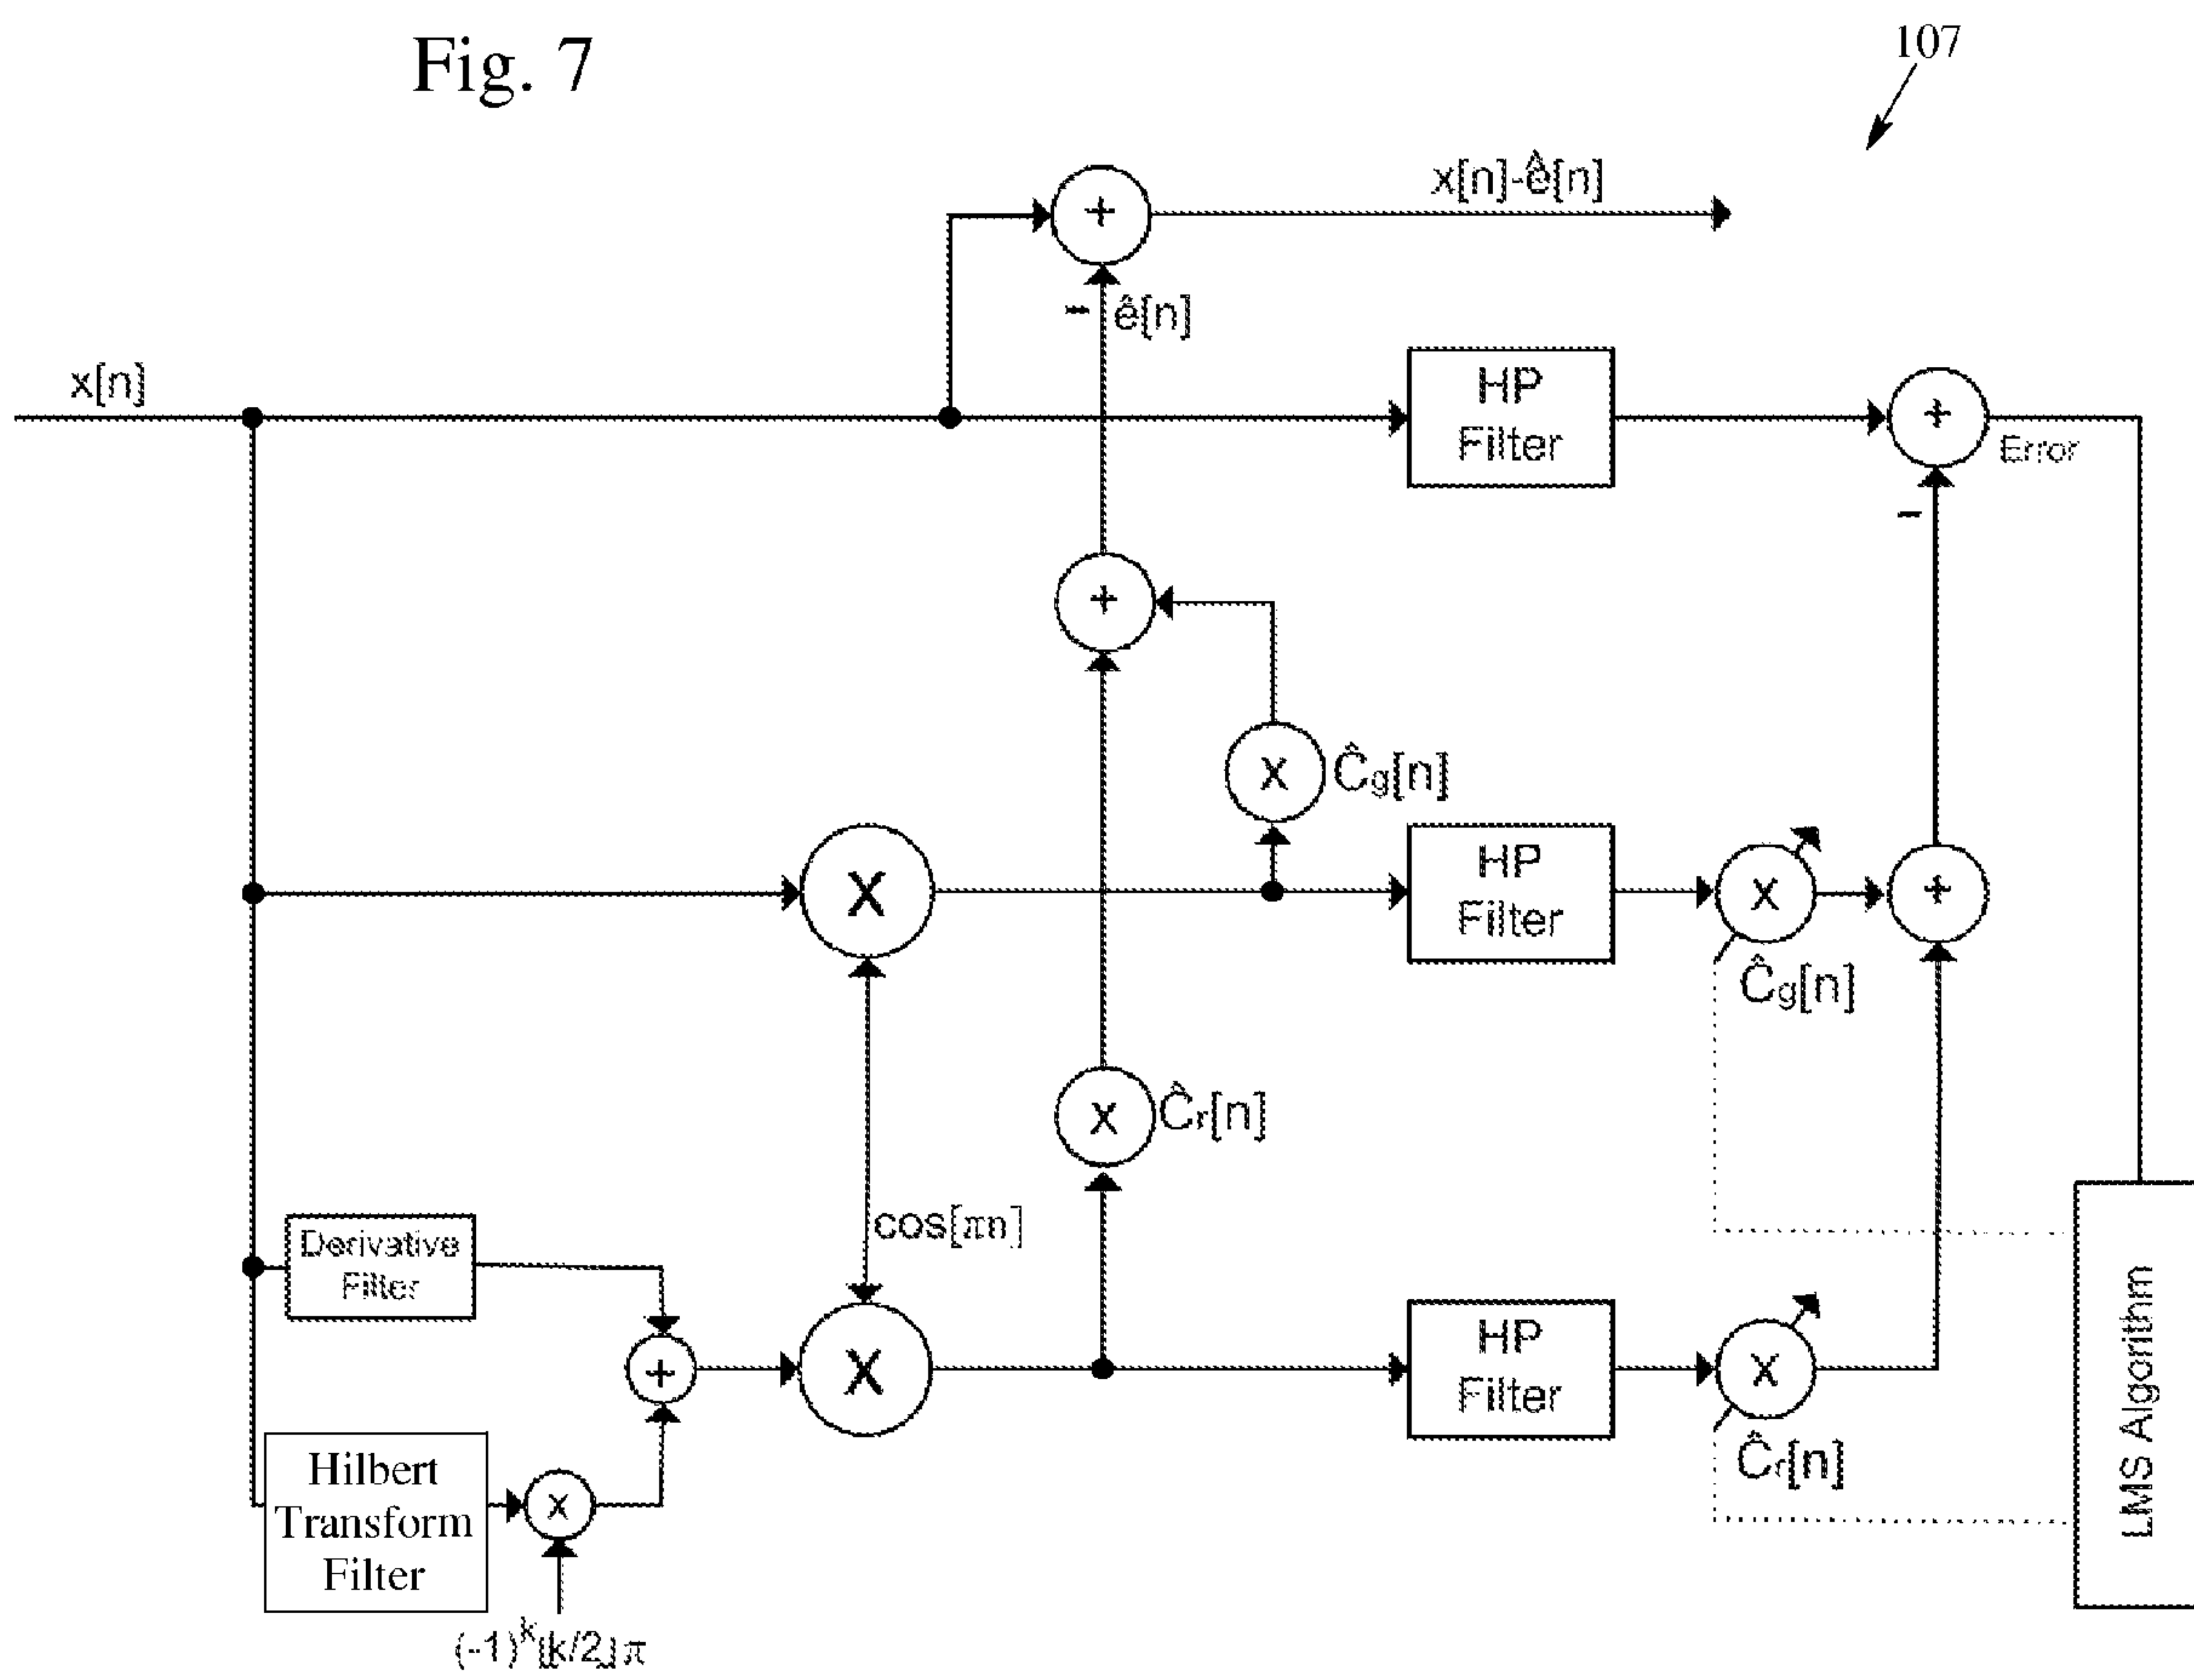 Fig. 7
107
x[n]-ê[n]
+
- ê[n]
x[n]
HP
Filter
+
Error
-
+
x Ĉg[n]
X
HP
Filter
x
+
Ĉg[n]
x Ĉr[n]
cos[πn]
Derivative
Filter
+
X
HP
Filter
x
Ĉr[n]
LMS Algorithm
Hilbert
Transform
Filter
x
(-1)^k⌊k/2⌋π